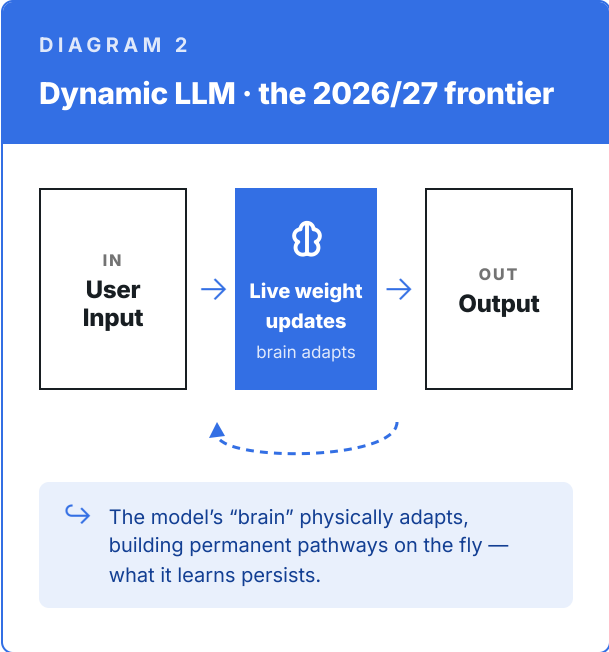 DIAGRAM 2
Dynamic LLM · the 2026/27 frontier
IN
User
Input
Live weight
updates
brain adapts
OUT
Output
The model’s “brain” physically adapts,
building permanent pathways on the fly —
what it learns persists.